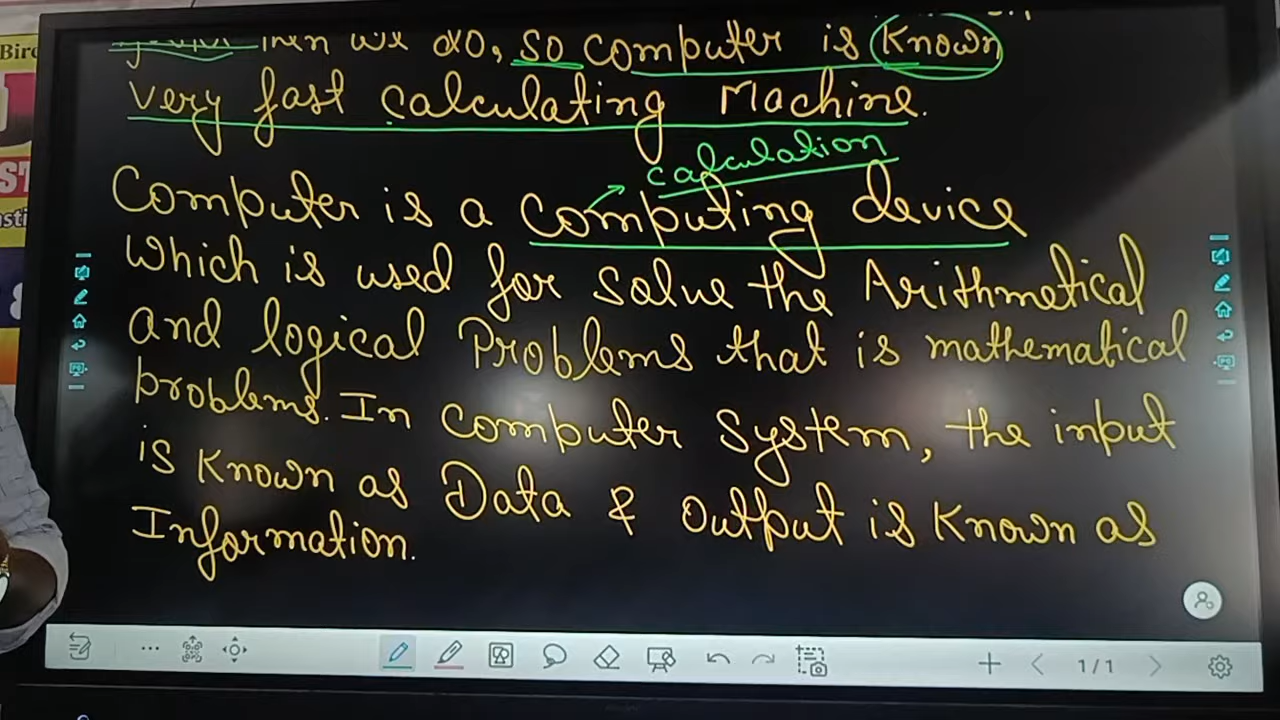 then we do, so computer is known
very fast calculating Machine.
calculation
Computer is a computing device
Which is used for solve the Arithmetical
and logical Problems that is mathematical
problems. In computer system, the input
is known as Data & output is known as
Information.
1/1